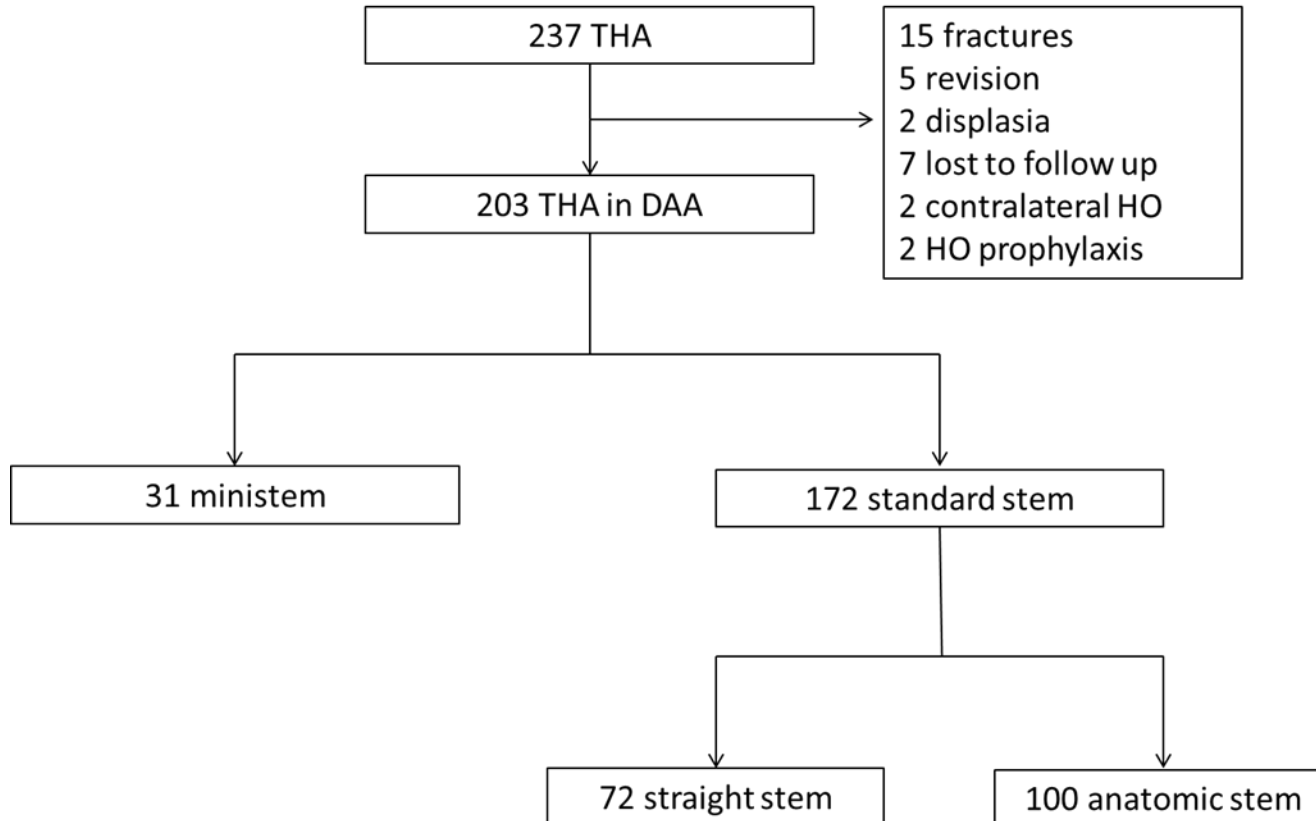 237 THA
15 fractures
5 revision
2 displasia
7 lost to follow up
2 contralateral HO
2 HO prophylaxis
203 THA in DAA
31 ministem
172 standard stem
72 straight stem
100 anatomic stem